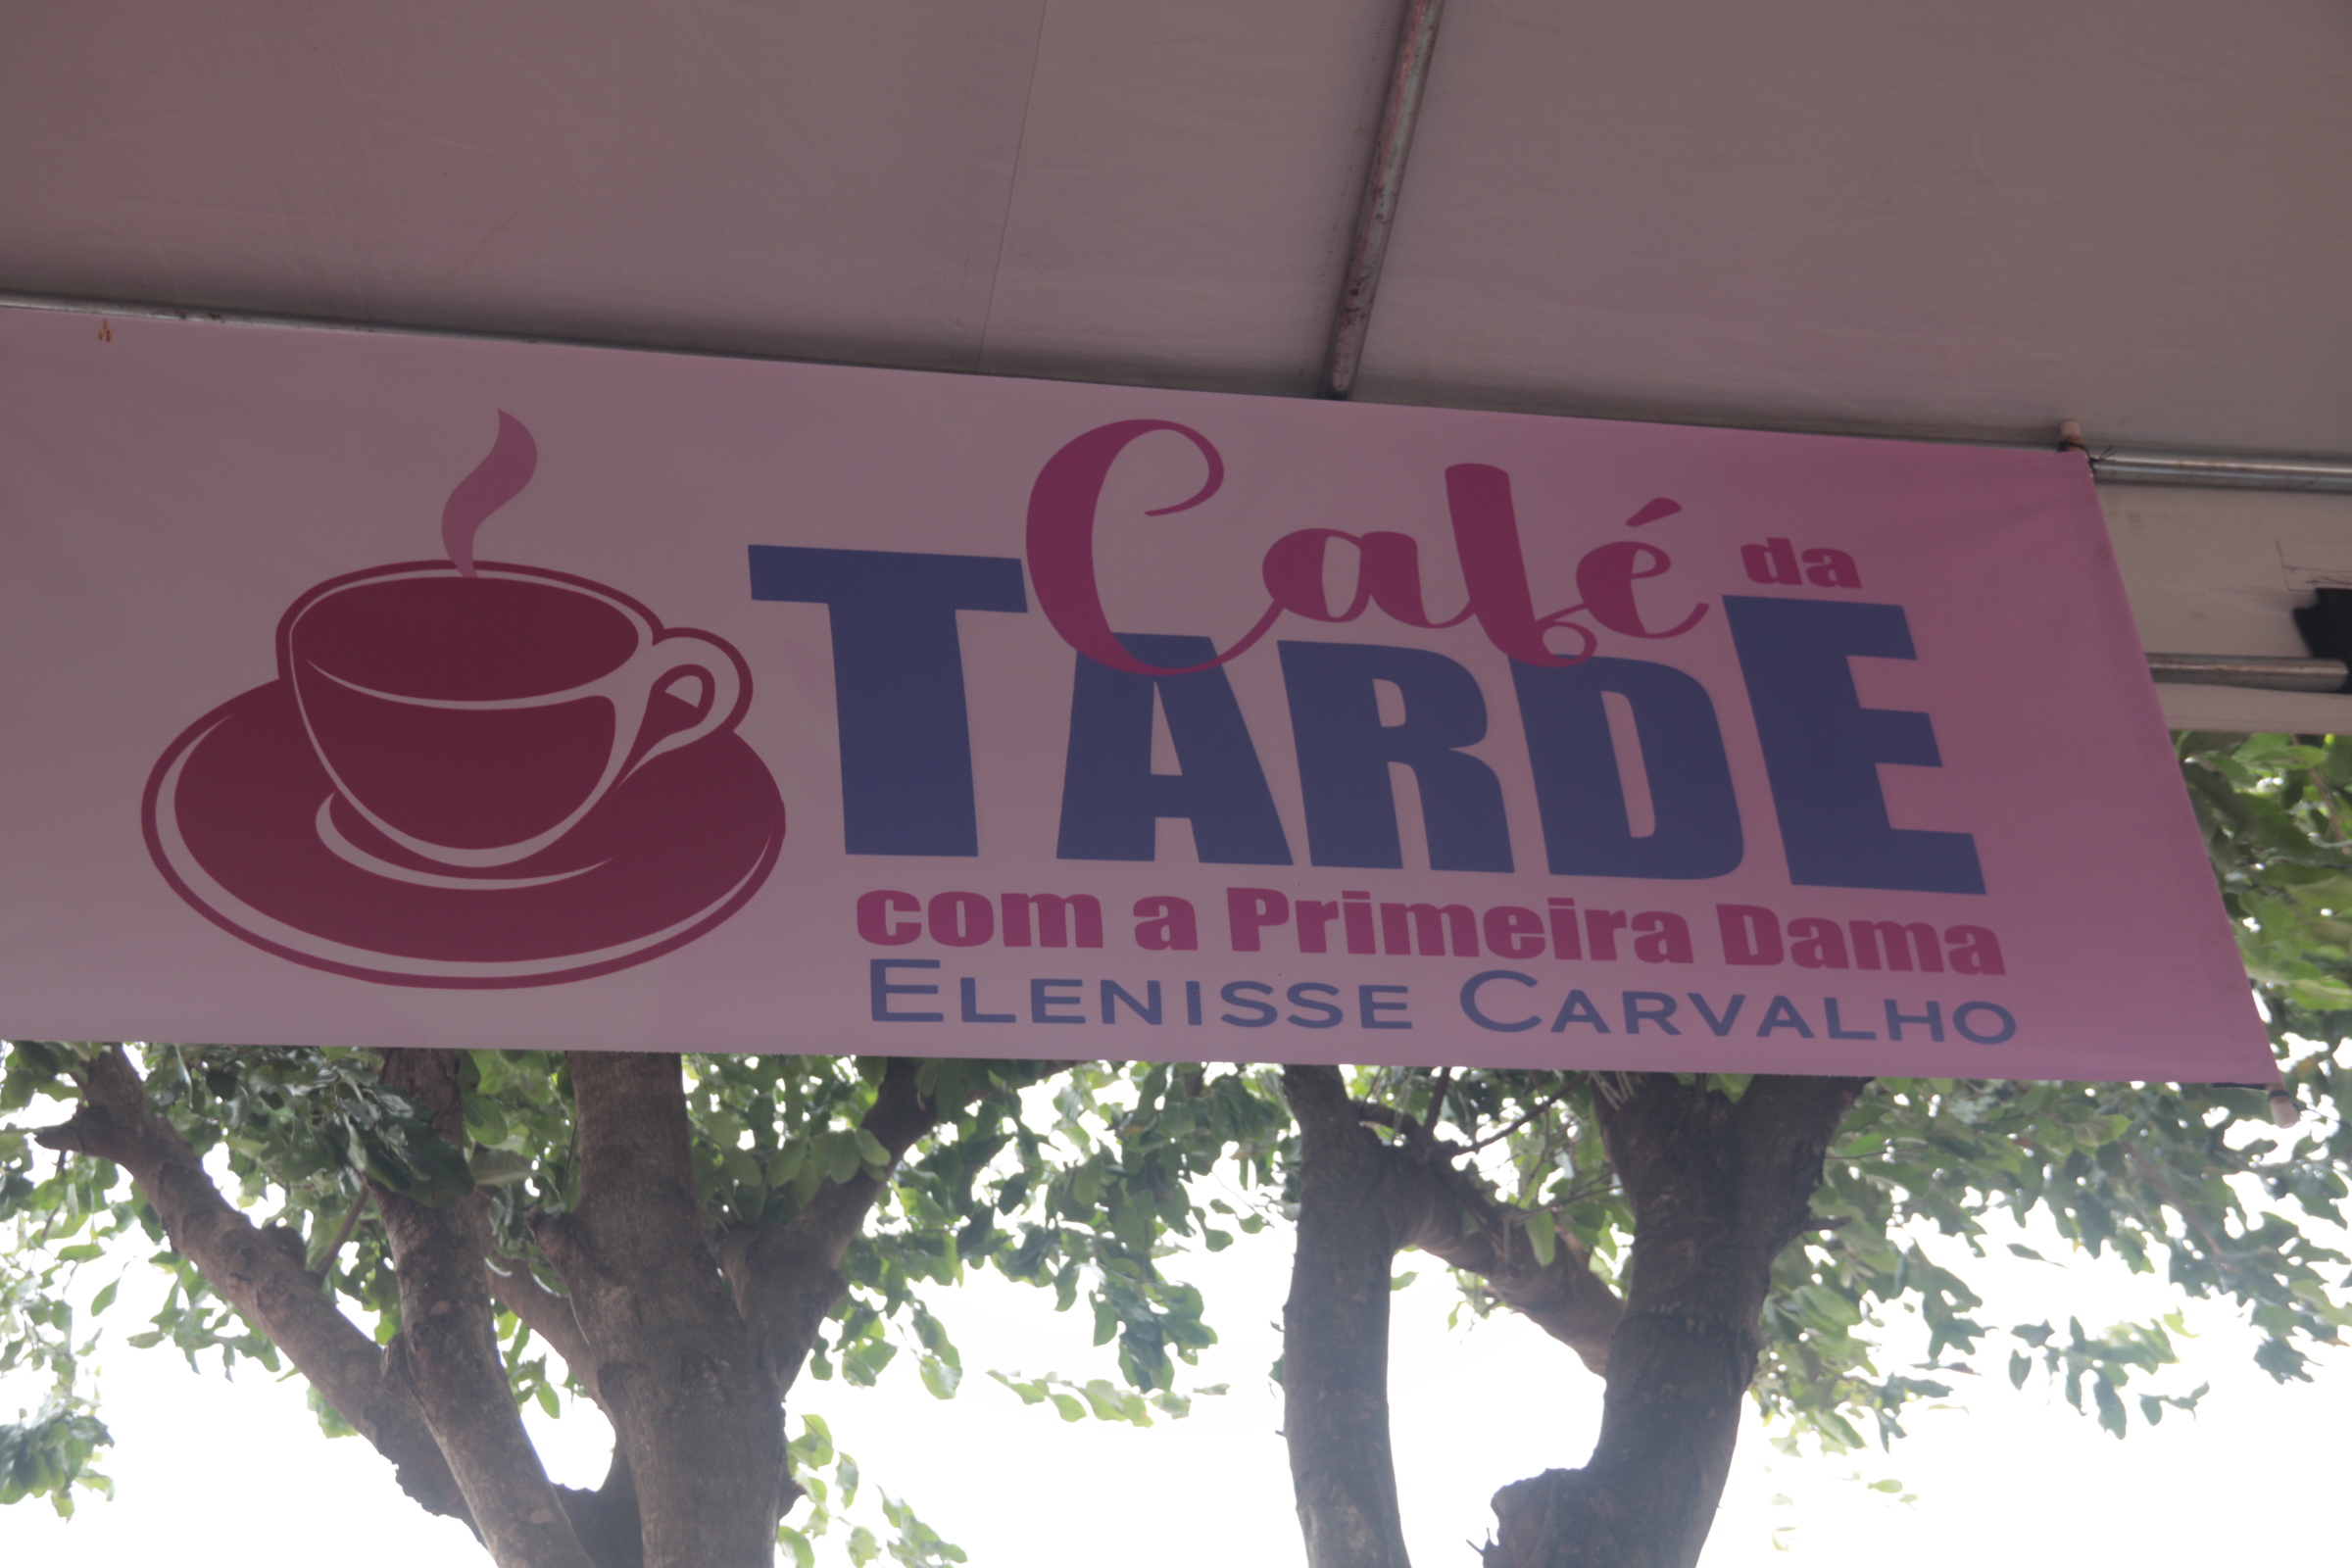 Café da
TARDE
com a Primeira Dama
ELENISSE CARVALHO